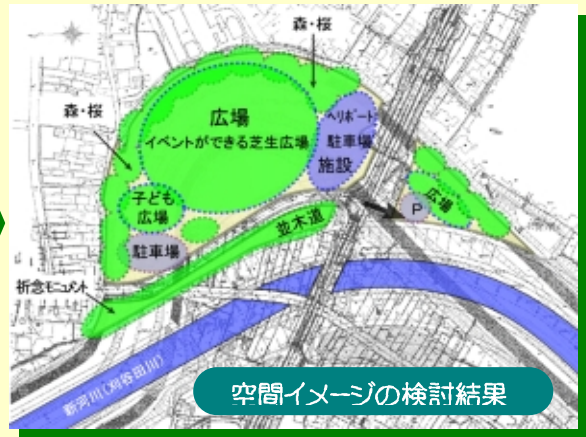 森・桜
森・桜
広場
イベントができる芝生広場
ヘリポート
駐車場
施設
子ども
広場
駐車場
広場
P
並木道
祈念モニュメント
新河川(刈谷田川)
空間イメージの検討結果